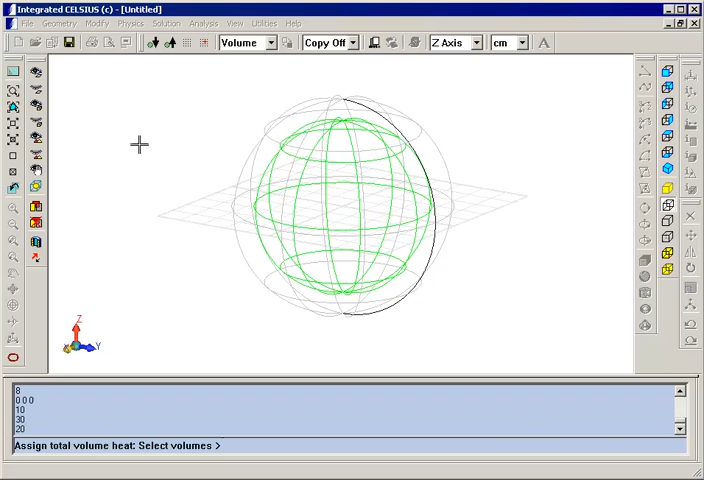 Integrated CELSIUS (c) - [Untitled]
File Geometry Modify Physics Solution Analysis View Utilities Help
Volume Copy Off Z Axis cm A
Z
X Y
8
0 0 0
10
30
20
Assign total volume heat: Select volumes >